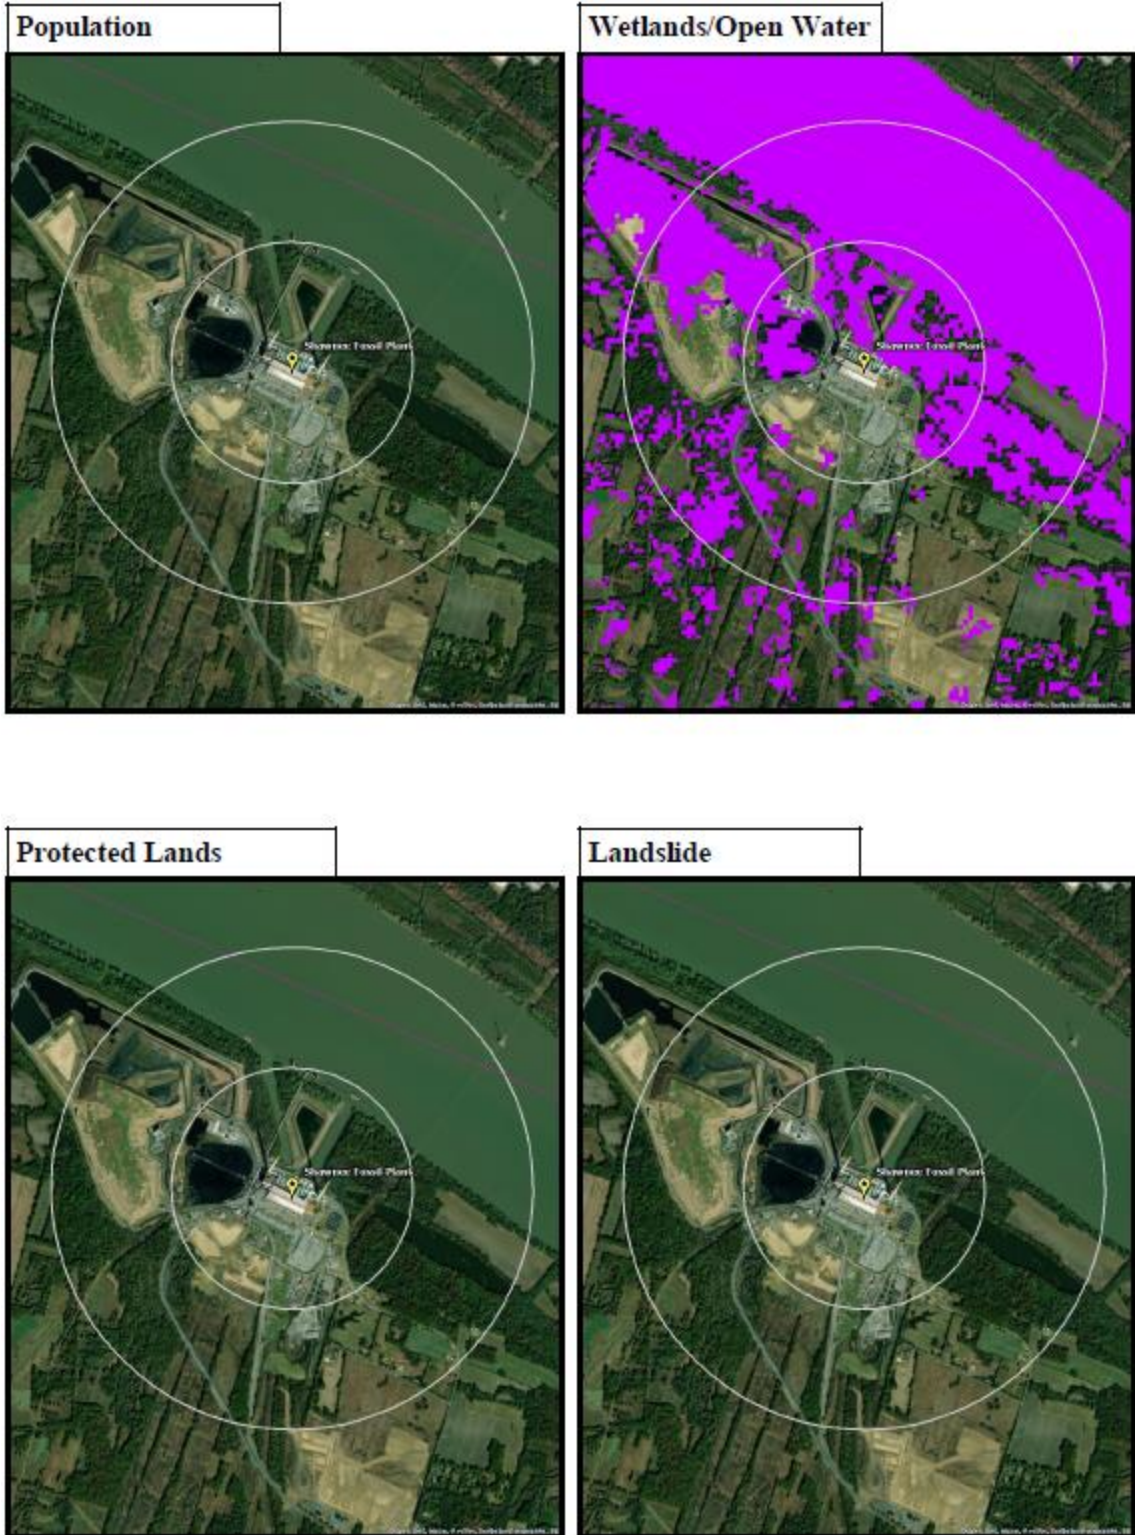 Population
Wetlands/Open Water
Shawnee Fossil Plant
Shawnee Fossil Plant
Protected Lands
Landslide
Shawnee Fossil Plant
Shawnee Fossil Plant